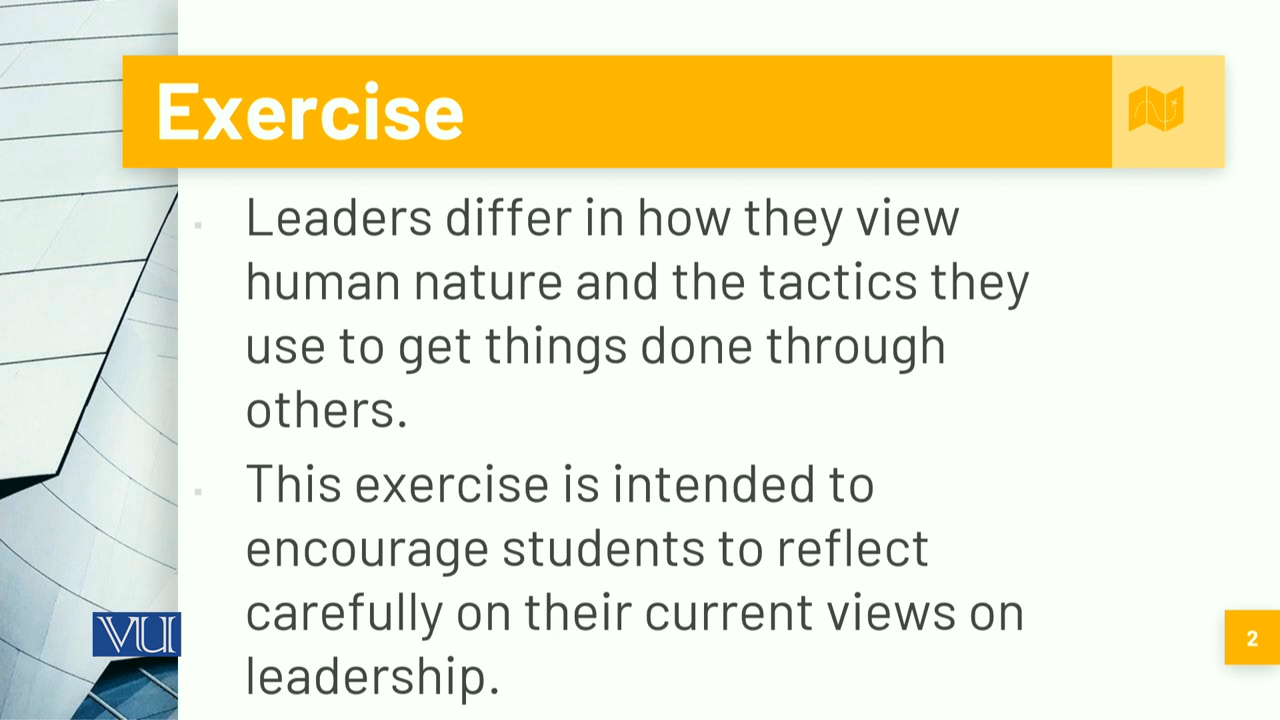 Exercise
Leaders differ in how they view
human nature and the tactics they
use to get things done through
others.
This exercise is intended to
encourage students to reflect
carefully on their current views on
leadership.
VU
2